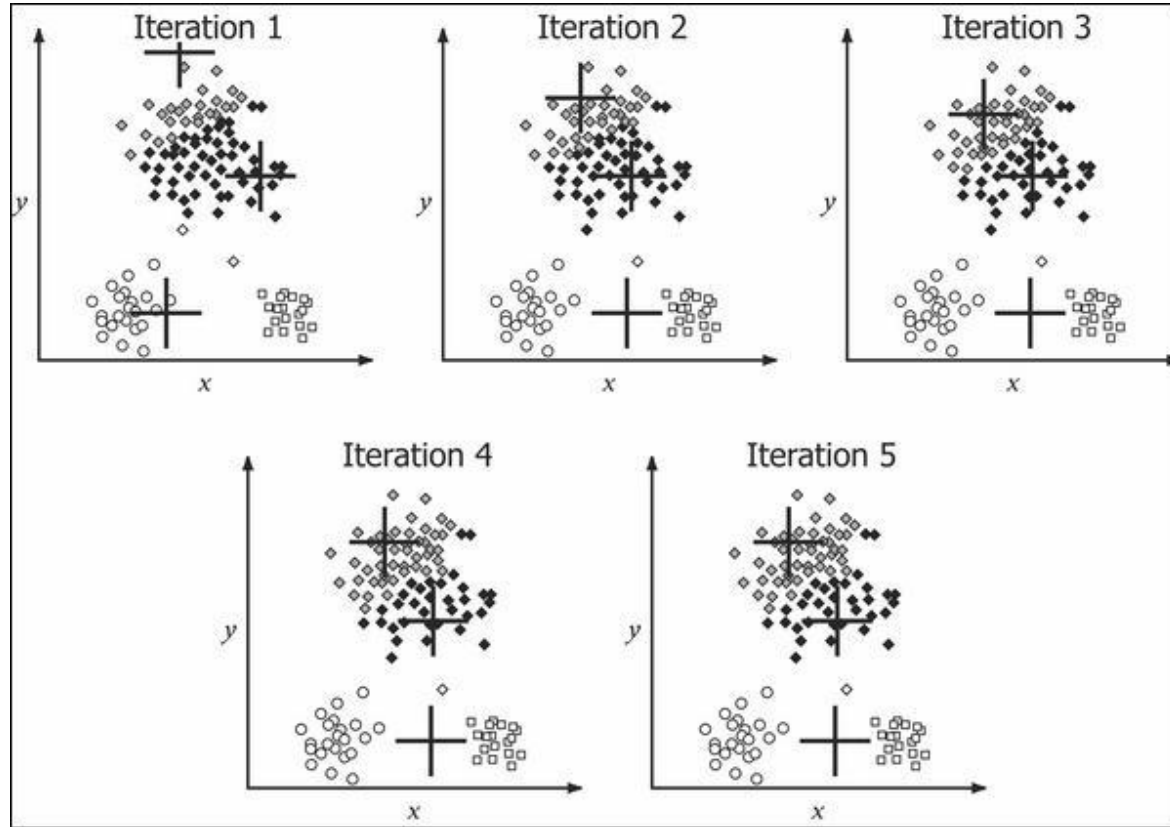 Iteration 1
Iteration 2
Iteration 3
y
x
y
x
y
x
Iteration 4
Iteration 5
y
x
y
x